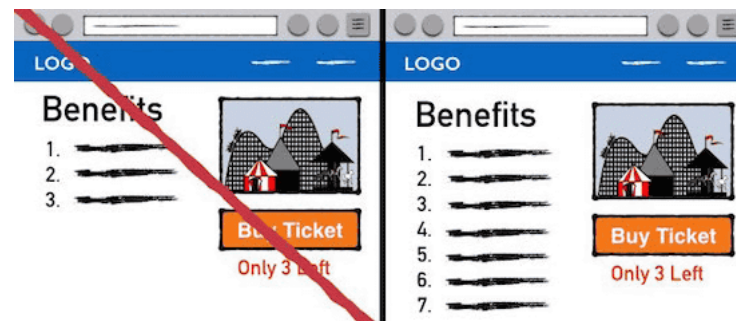 LOGO
Benefits
1.
2.
3.
Buy Ticket
Only 3 Left
LOGO
Benefits
1.
2.
3.
4.
5.
6.
7.
Buy Ticket
Only 3 Left